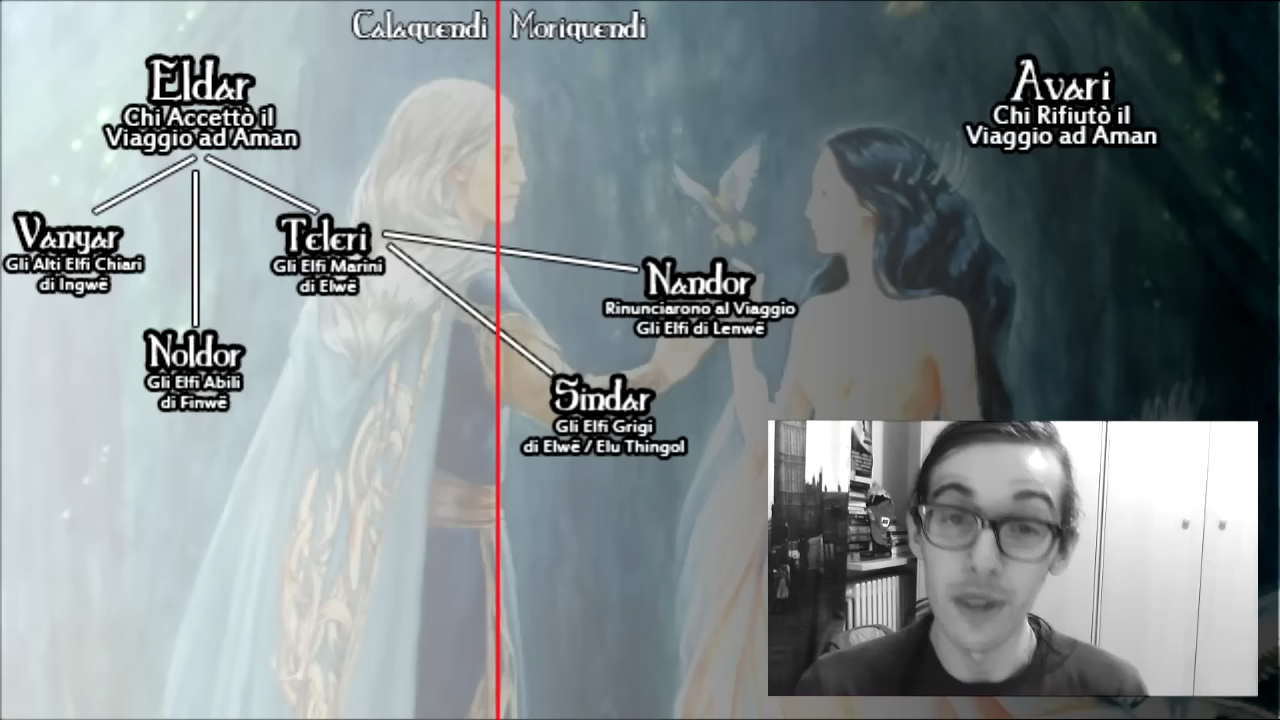 Calaquendi Moriquendi
Eldar
Chi Accettò il
Viaggio ad Aman
Avari
Chi Rifiutò il
Viaggio ad Aman
Vanyar
Gli Alti Elfi Chiari
di Ingwë
Teleri
Gli Elfi Marini
di Elwë
Nandor
Rinunciarono al Viaggio
Gli Elfi di Lenwë
Noldor
Gli Elfi Abili
di Finwë
Sindar
Gli Elfi Grigi
di Elwë / Elu Thingol